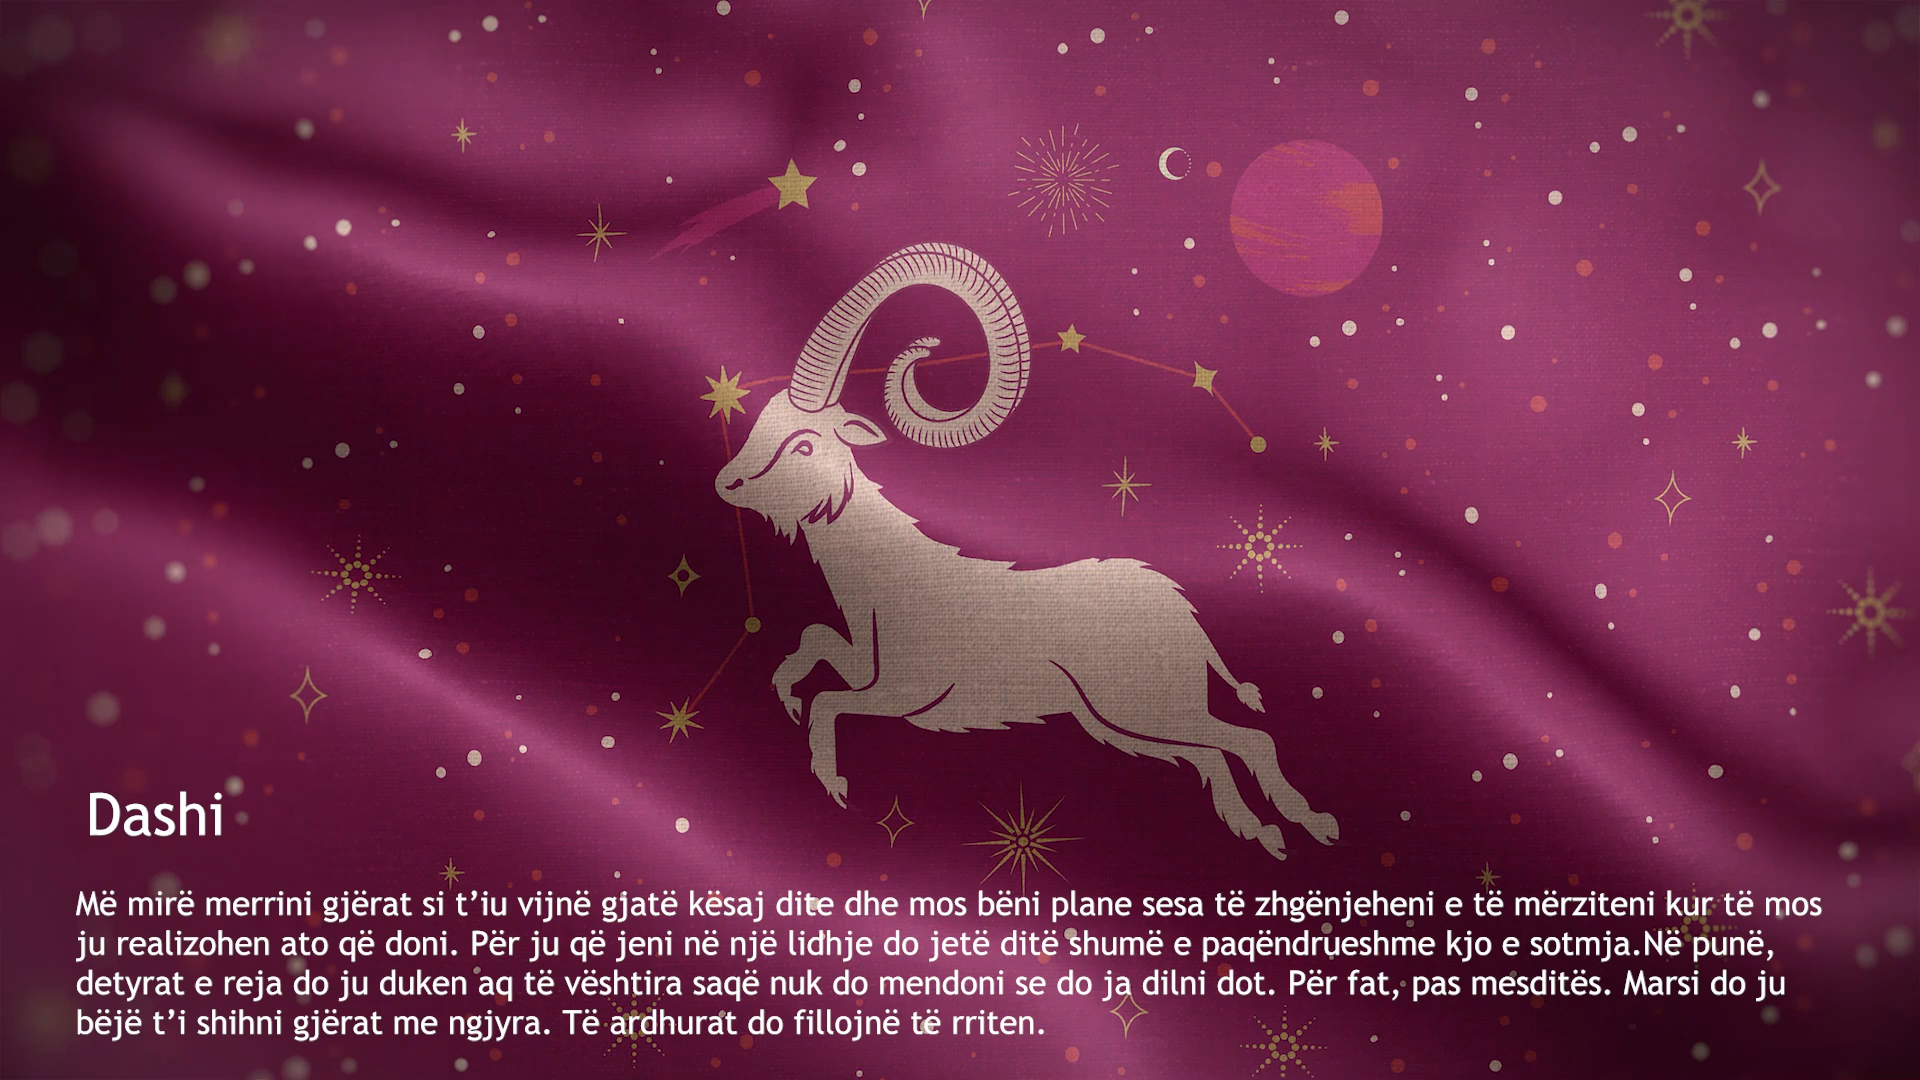 Dashi
Më mirë merrini gjërat si t’iu vijnë gjatë kësaj dite dhe mos bëni plane sesa të zhgënjeheni e të mërziteni kur të mos
ju realizohen ato që doni. Për ju që jeni në një lidhje do jetë ditë shumë e paqëndrueshme kjo e sotmja.Në punë,
detyrat e reja do ju duken aq të vështira saqë nuk do mendoni se do ja dilni dot. Për fat, pas mesditës. Marsi do ju
bëjë t’i shihni gjërat me ngjyra. Të ardhurat do fillojnë të rriten.